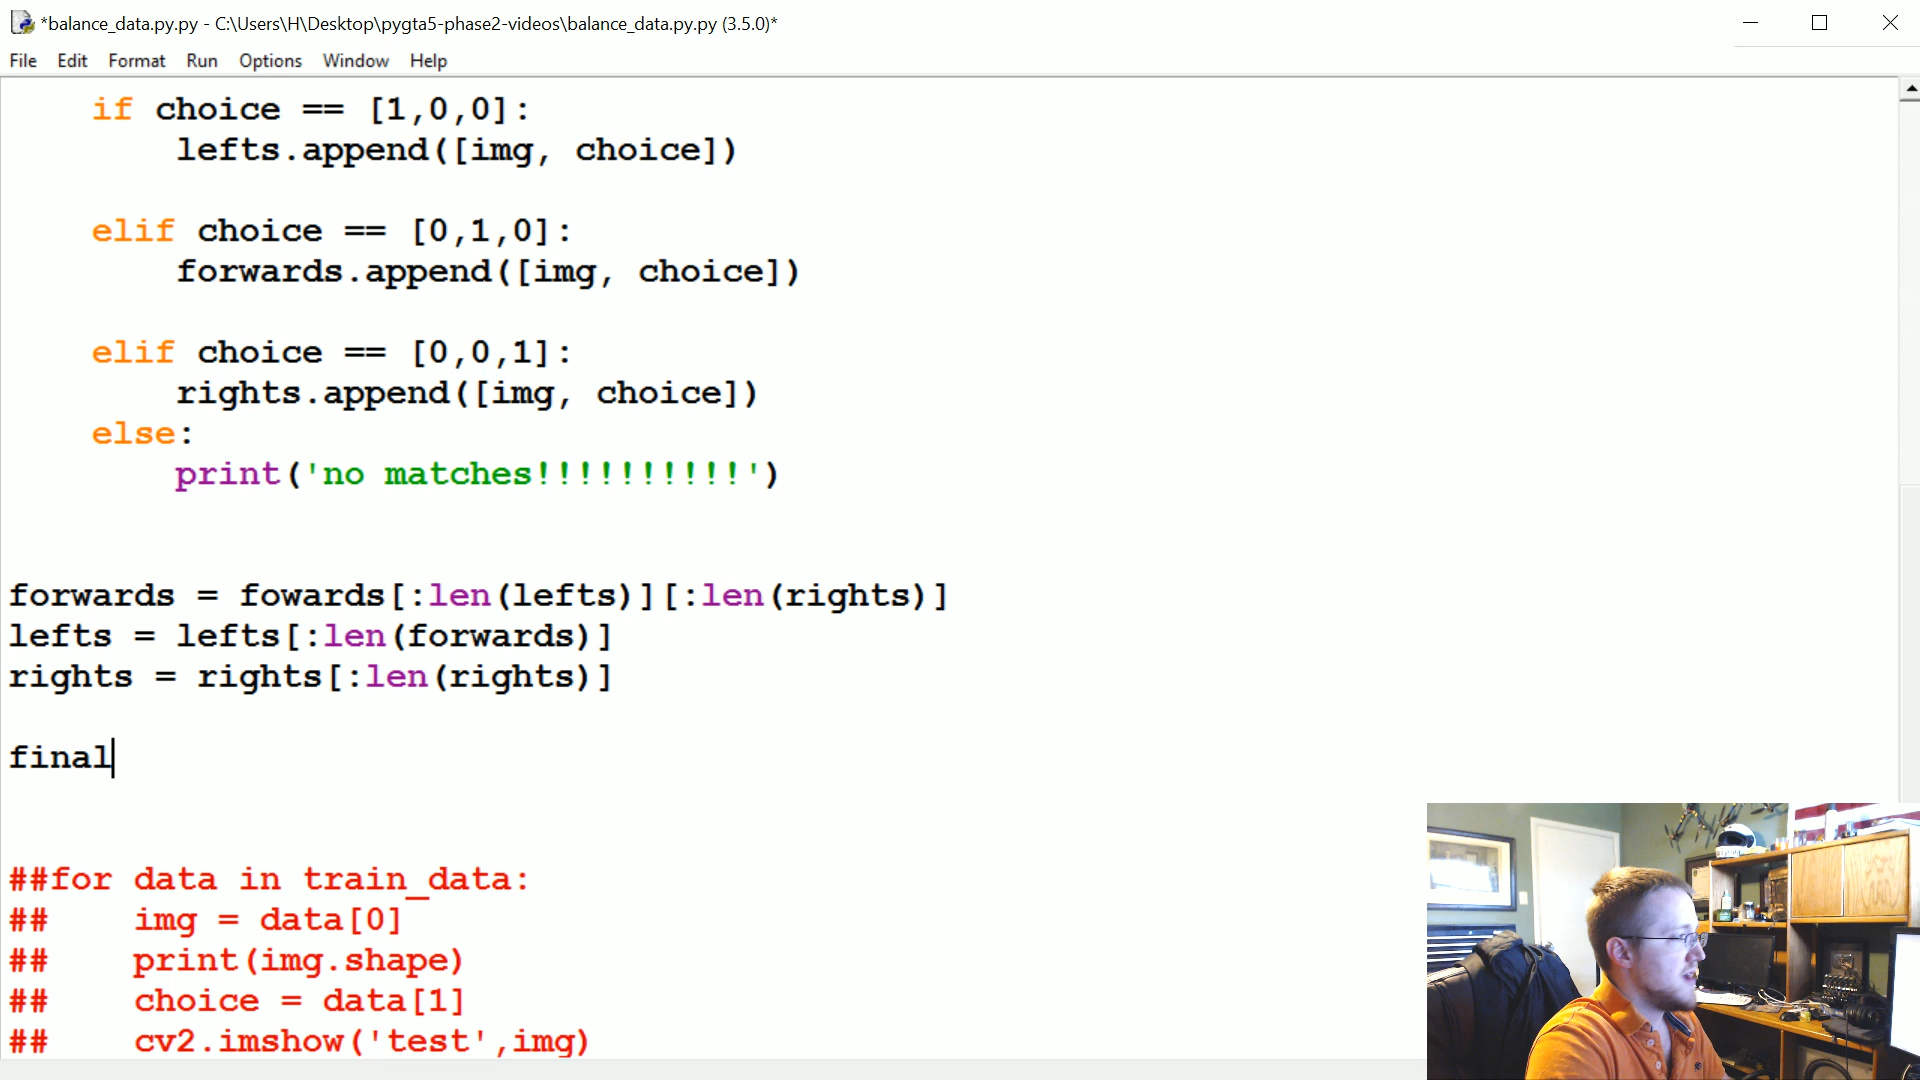 *balance_data.py.py - C:\Users\H\Desktop\pygta5-phase2-videos\balance_data.py.py (3.5.0)*
File Edit Format Run Options Window Help
if choice == [1,0,0]:
lefts.append([img, choice])
elif choice == [0,1,0]:
forwards.append([img, choice])
elif choice == [0,0,1]:
rights.append([img, choice])
else:
print('no matches!!!!!!!!!!')
forwards = fowards[:len(lefts)][:len(rights)]
lefts = lefts[:len(forwards)]
rights = rights[:len(rights)]
final
##for data in train_data:
##    img = data[0]
##    print(img.shape)
##    choice = data[1]
##    cv2.imshow('test',img)